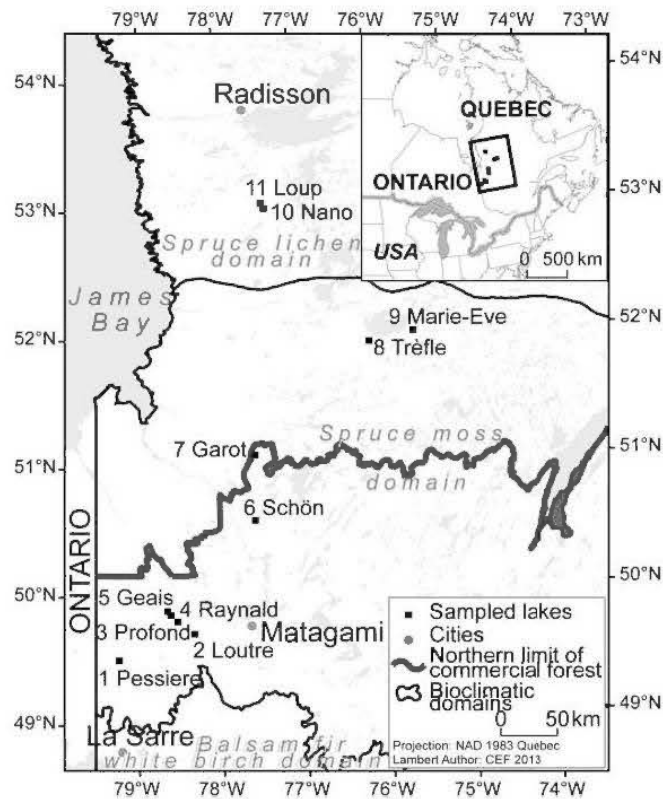 79°W 78°W 77°W 76°W 75°W 74°W 73°W
54°N
54°N
Radisson
QUEBEC
ONTARIO
USA
0 500 km
53°N
53°N
11 Loup
10 Nano
Spruce lichen
domain
James
Bay
52°N
52°N
9 Marie-Eve
8 Trèfle
51°N
51°N
7 Garot
Spruce moss
domain
6 Schön
ONTARIO
50°N
50°N
5 Geais
4 Raynald
3 Profond
Matagami
2 Loutre
1 Pessiere
49°N
49°N
La Sarre
Balsam fir
white birch domain
Sampled lakes
Cities
Northern limit of
commercial forest
Bioclimatic
domains
0 50 km
Projection: NAD 1983 Quebec
Lambert Author: CEF 2013
79°W 78°W 77°W 76°W 75°W 74°W